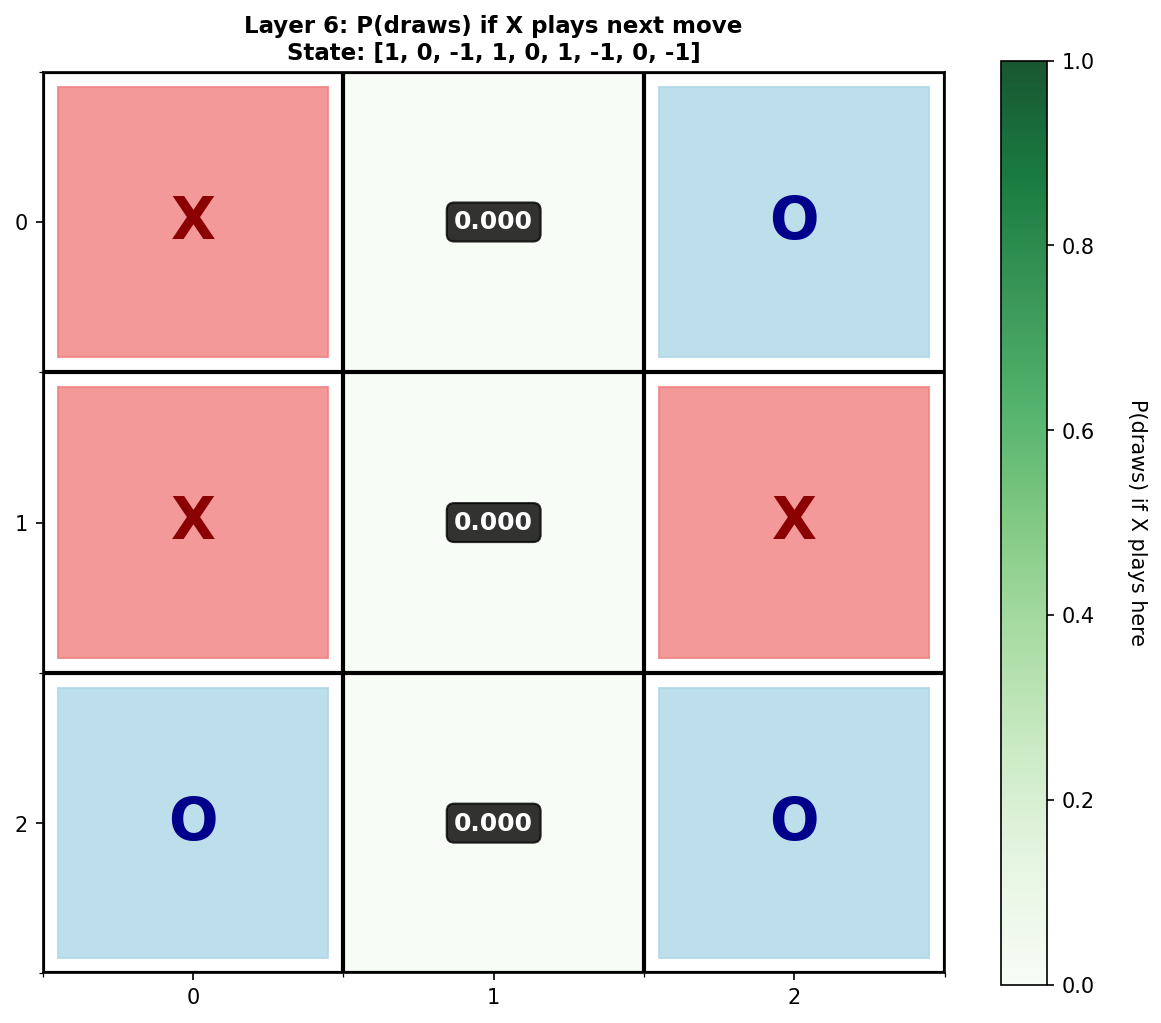 Layer 6: P(draws) if X plays next move
State: [1, 0, -1, 1, 0, 1, -1, 0, -1]
X
0.000
O
X
0.000
X
O
0.000
O
0
1
2
0
1
2
1.0
0.8
0.6
0.4
0.2
0.0
P(draws) if X plays here